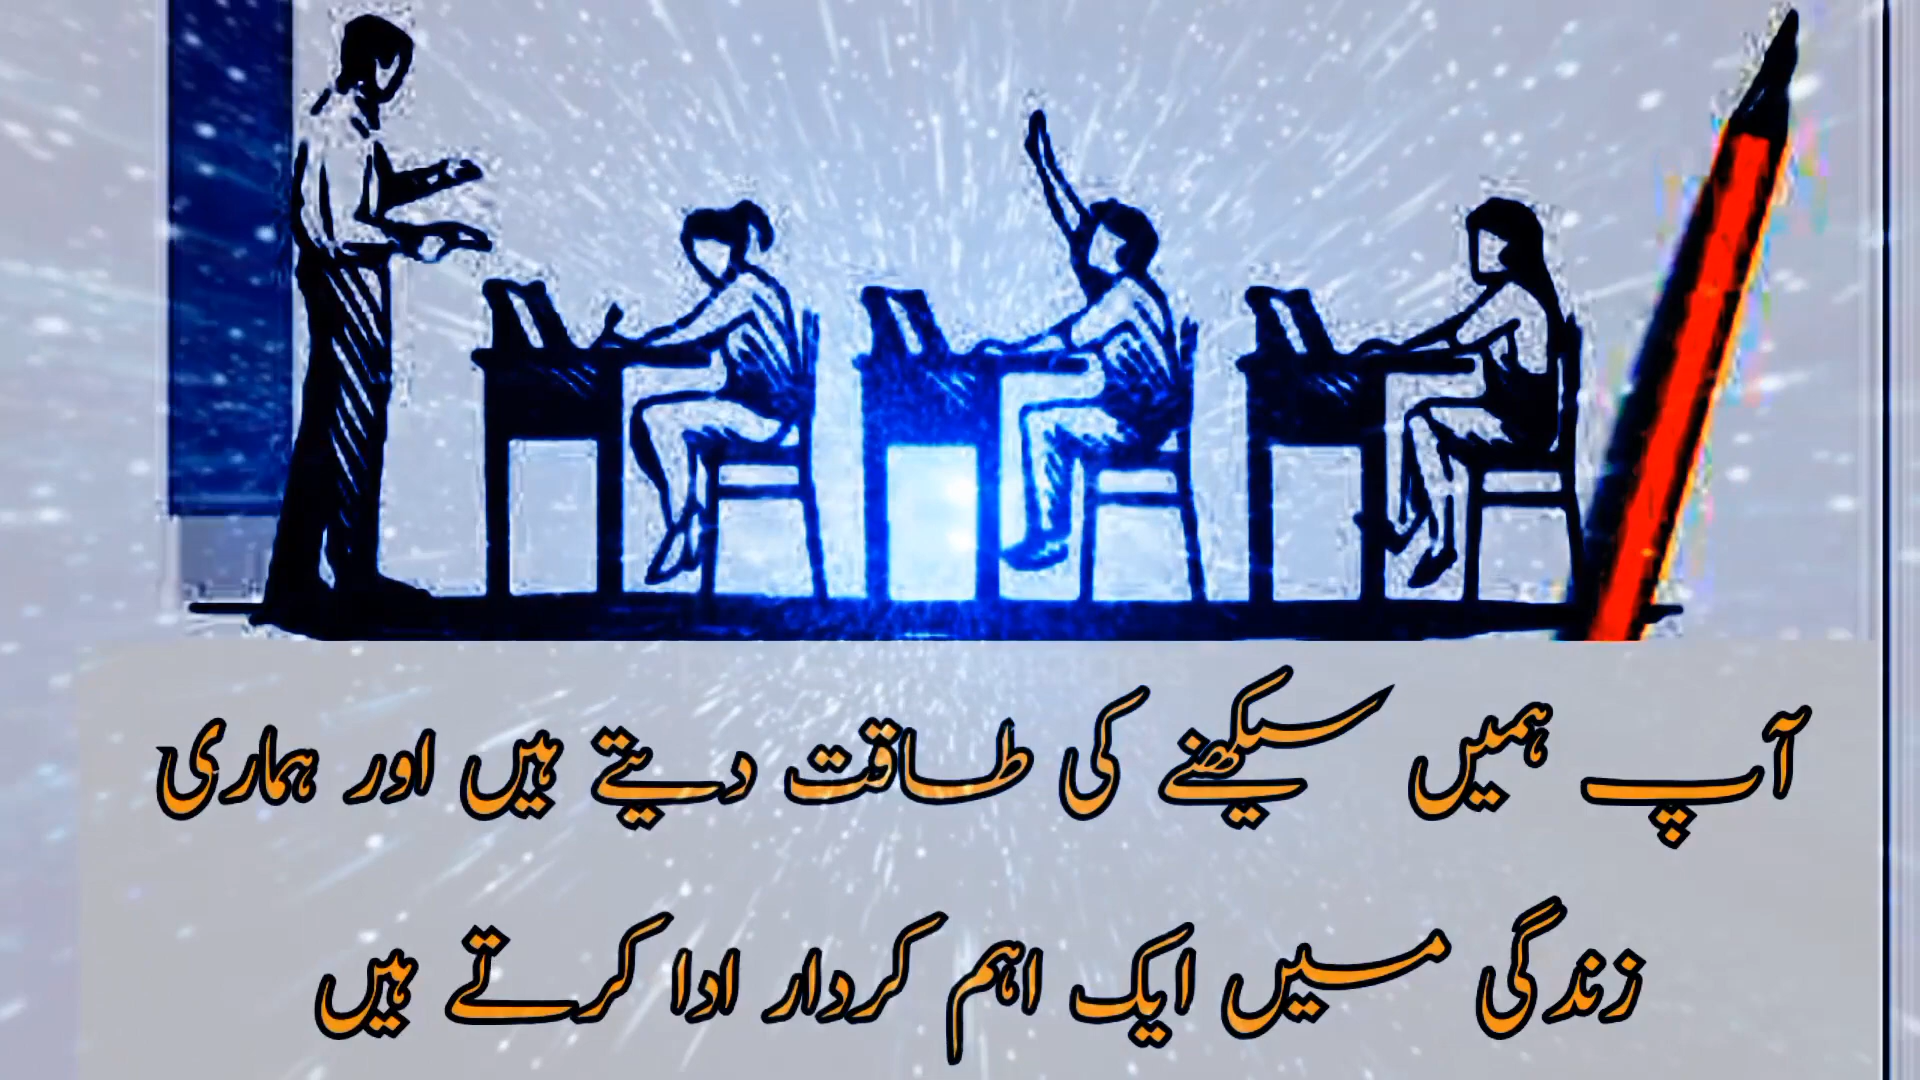 آپ ہمیں سیکھنے کی طاقت دیتے ہیں اور ہماری
زندگی میں ایک اہم کردار ادا کرتے ہیں